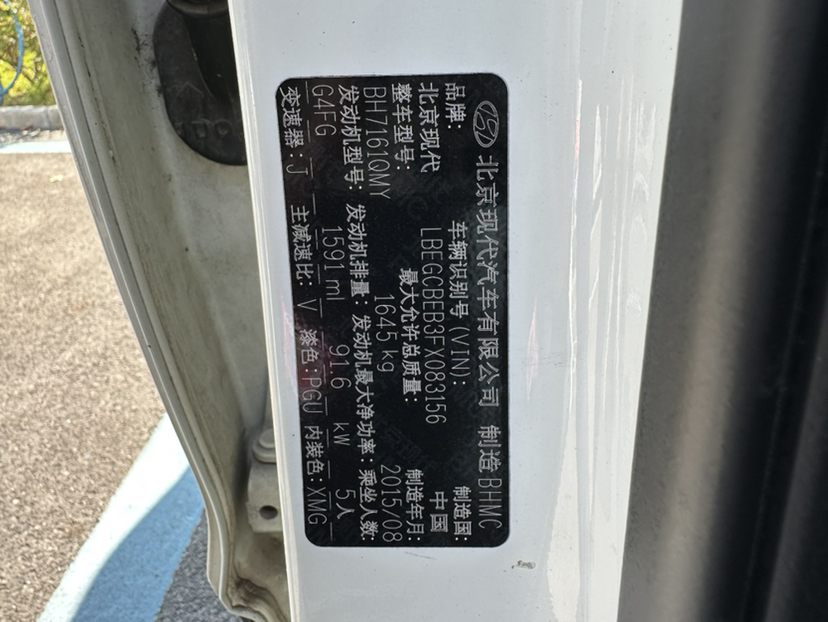 北京现代汽车有限公司 制造 BHMC
品牌: 车辆识别号(VIN): 制造国:
北京现代 LBEGCBEB3FX083156 中国
整车型号: 最大允许总质量: 制造年月:
BH7161QMY 1645 kg 2015/08
发动机型号: 发动机排量: 发动机最大净功率: 乘坐人数:
G4FG 1591 ml 91.6 kW 5人
变速器: J 主减速比: V 漆色: PGU 内装色: XMG